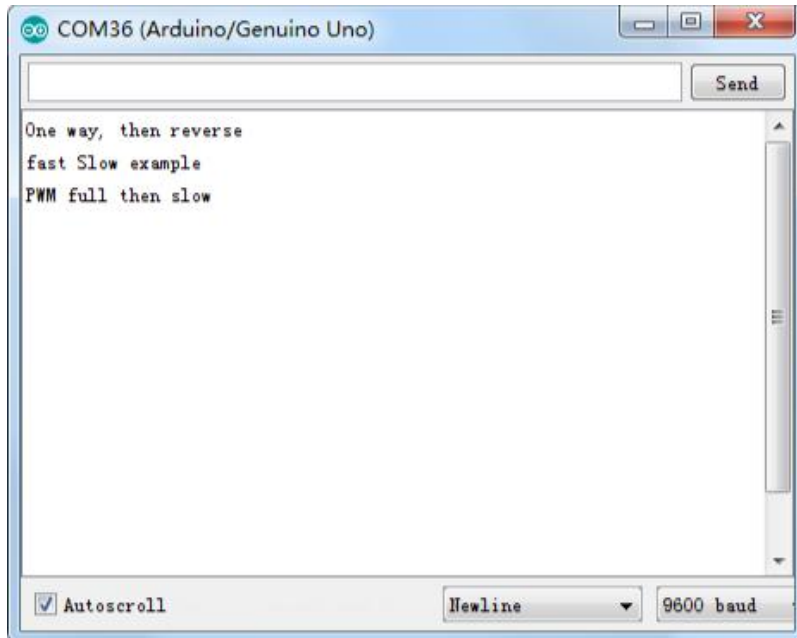 COM36 (Arduino/Genuino Uno)
Send
One way, then reverse
fast Slow example
PWM full then slow
Autoscroll
Newline
9600 baud